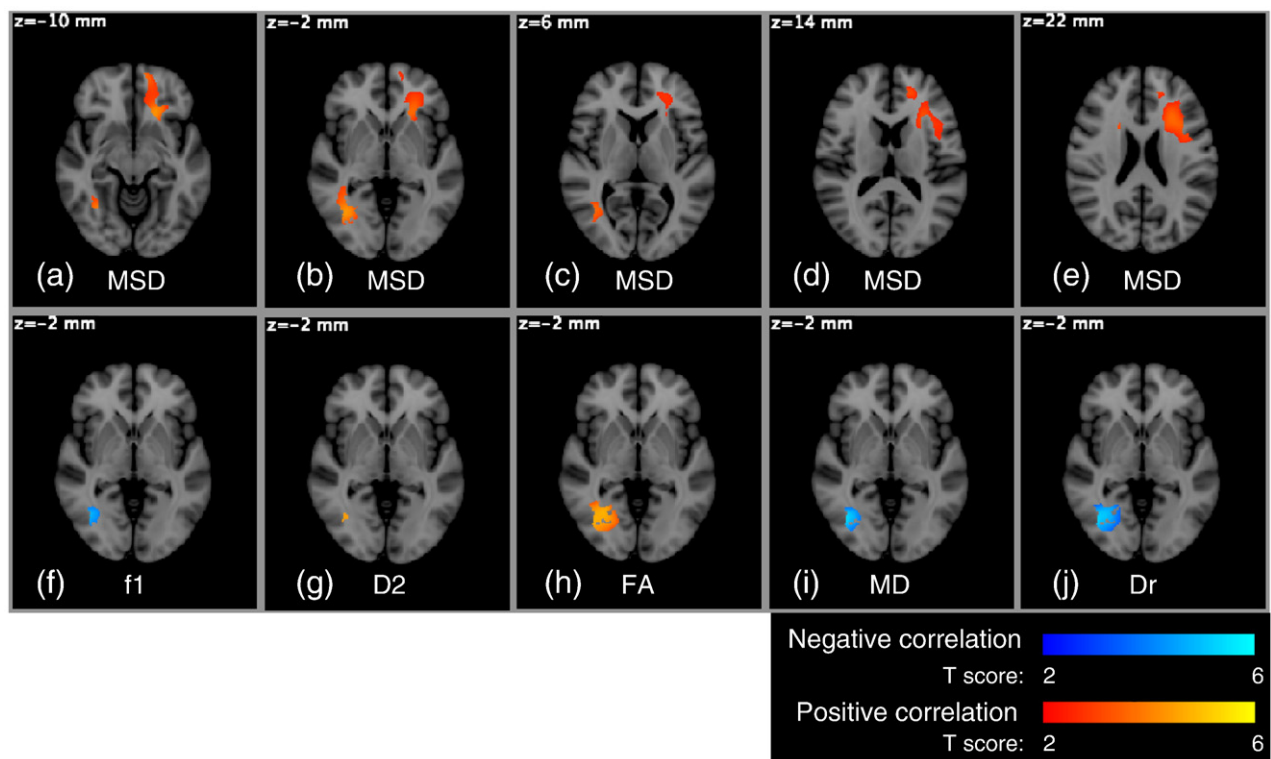 z=-10 mm
z=-2 mm
z=6 mm
z=14 mm
z=22 mm
(a) MSD
(b) MSD
(c) MSD
(d) MSD
(e) MSD
z=-2 mm
z=-2 mm
z=-2 mm
z=-2 mm
z=-2 mm
(f) f1
(g) D2
(h) FA
(i) MD
(j) Dr
Negative correlation
T score: 2 6
Positive correlation
T score: 2 6